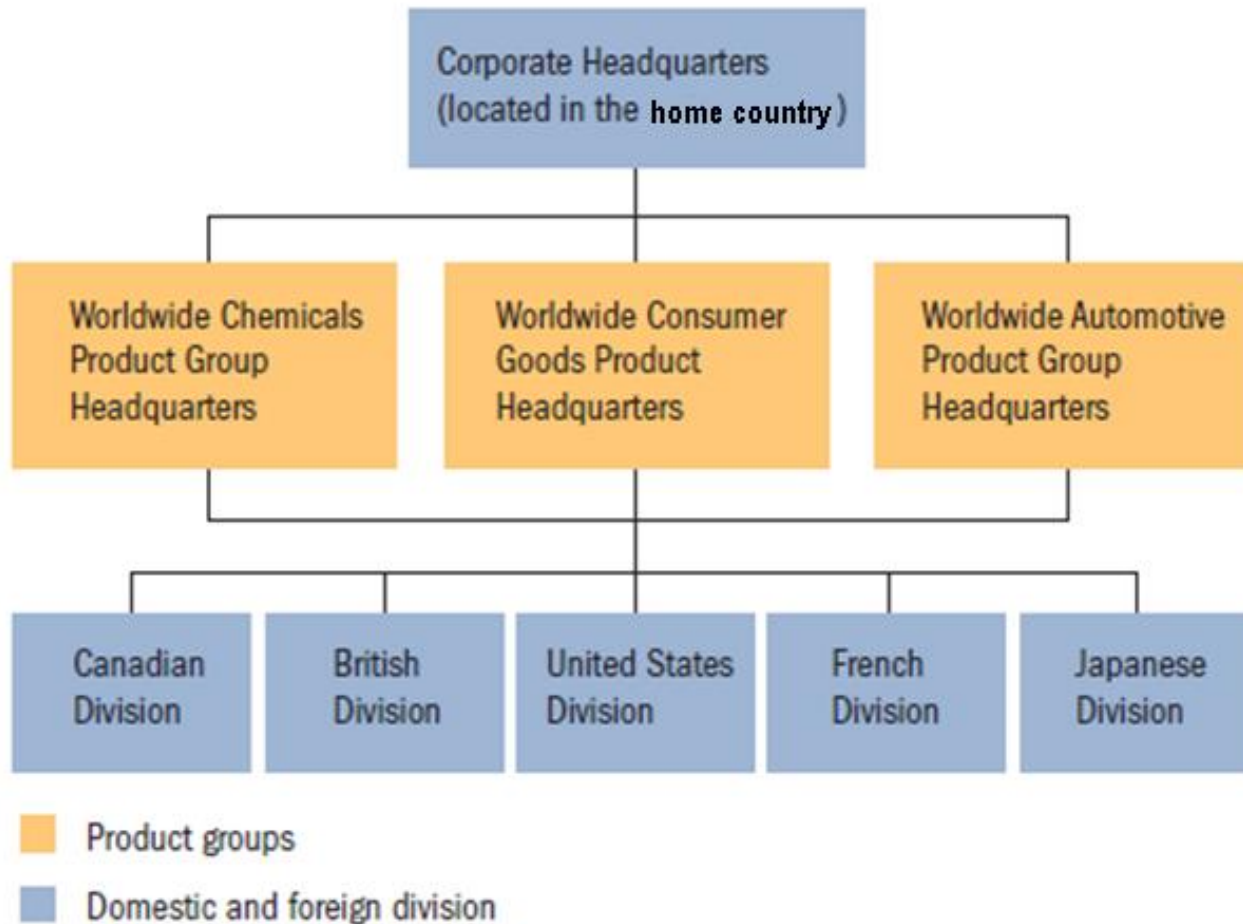 Corporate Headquarters
(located in the home country )
Worldwide Chemicals
Product Group
Headquarters
Worldwide Consumer
Goods Product
Headquarters
Worldwide Automotive
Product Group
Headquarters
Canadian
Division
British
Division
United States
Division
French
Division
Japanese
Division
Product groups
Domestic and foreign division